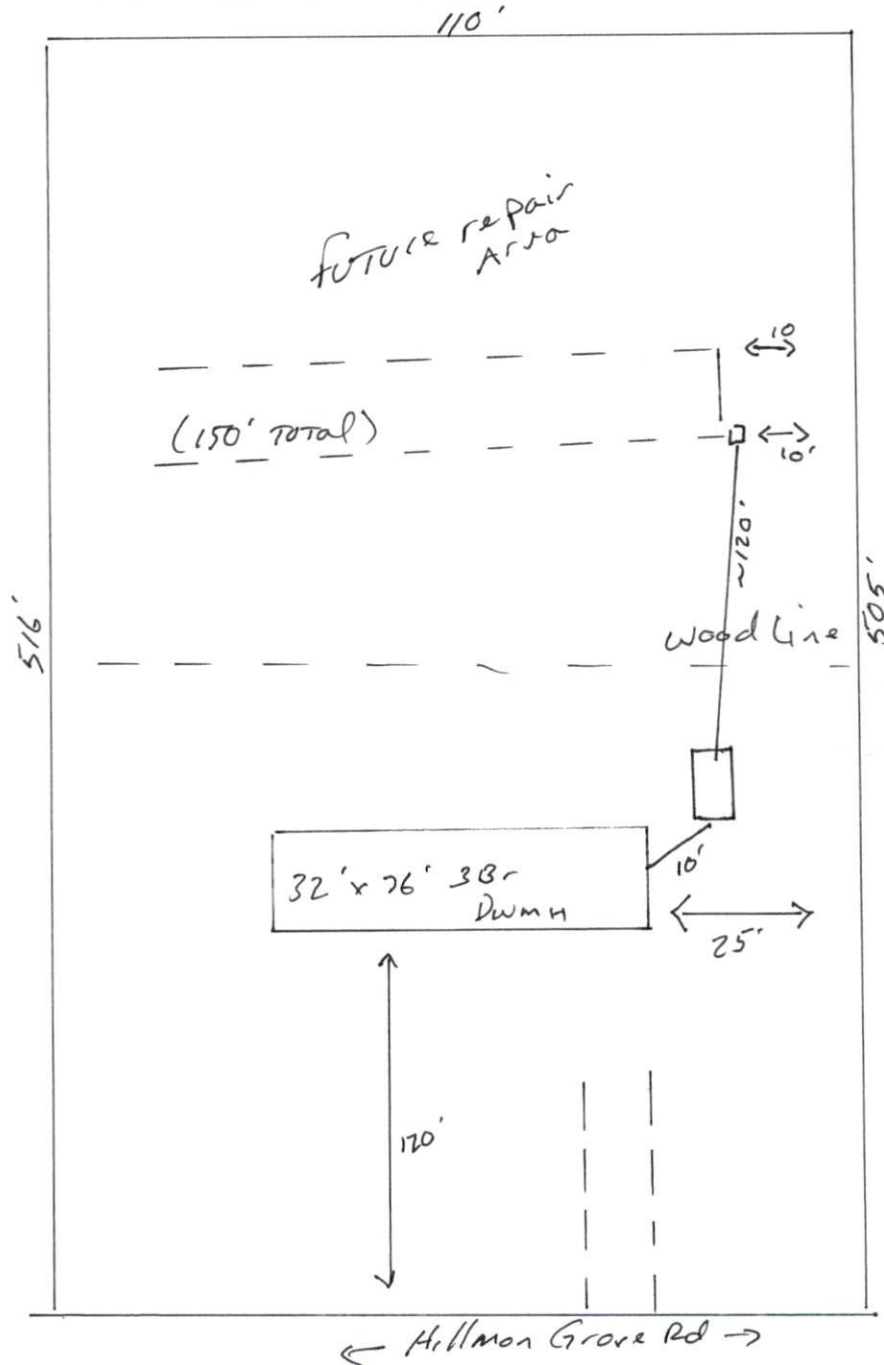 110'
future repair
Area
10
(150' TOTAL)
10'
~120'
516'
505'
wood Line
32' x 76' 3Br
DWMH
10'
25'
120'
← Hillmon Grove Rd →